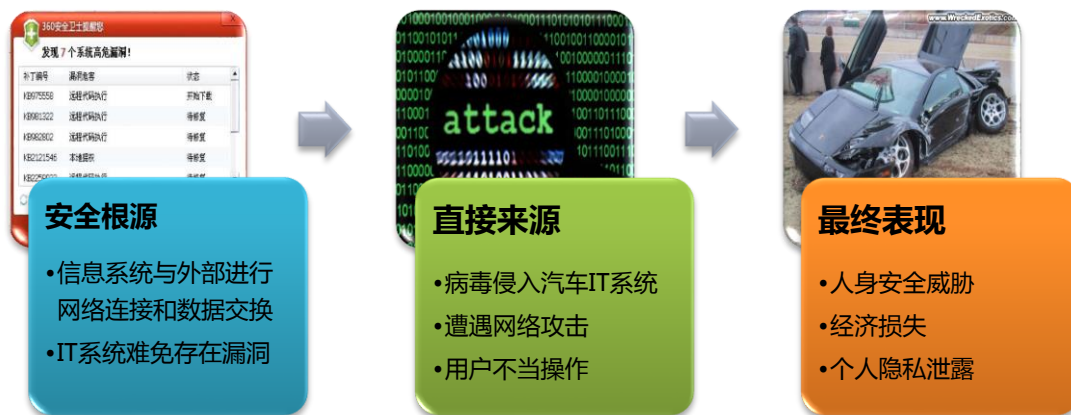 360安全卫士提醒您
发现 7 个系统高危漏洞!
补丁编号 漏洞危害 状态
KB975558 远程代码执行 开始下载
KB981322 远程代码执行 待修复
KB982802 远程代码执行 待修复
KB2121546 本地提权 待修复
attack
www.WreckedExotics.com
安全根源
•信息系统与外部进行
网络连接和数据交换
•IT系统难免存在漏洞
直接来源
•病毒侵入汽车IT系统
•遭遇网络攻击
•用户不当操作
最终表现
•人身安全威胁
•经济损失
•个人隐私泄露